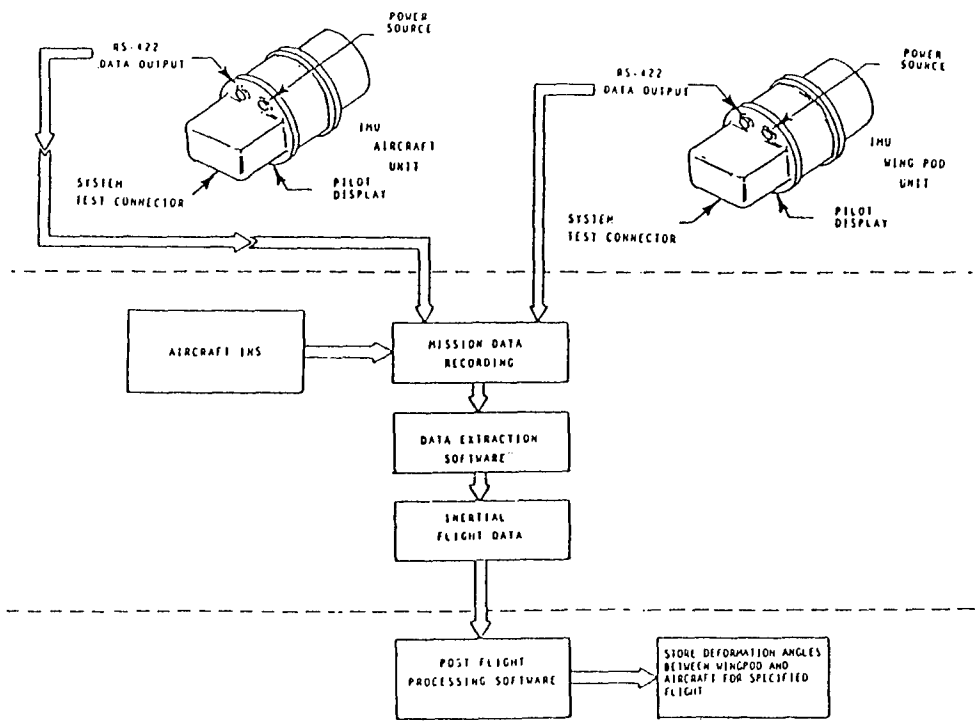 POWER
SOURCE
RS-422
DATA OUTPUT
IMU
AIRCRAFT
UNIT
SYSTEM
TEST CONNECTOR
PILOT
DISPLAY
POWER
SOURCE
RS-422
DATA OUTPUT
IMU
WING POD
UNIT
SYSTEM
TEST CONNECTOR
PILOT
DISPLAY
AIRCRAFT INS
MISSION DATA
RECORDING
DATA EXTRACTION
SOFTWARE
INERTIAL
FLIGHT DATA
POST FLIGHT
PROCESSING SOFTWARE
STORE DEFORMATION ANGLES
BETWEEN WINGPOD AND
AIRCRAFT FOR SPECIFIED
FLIGHT